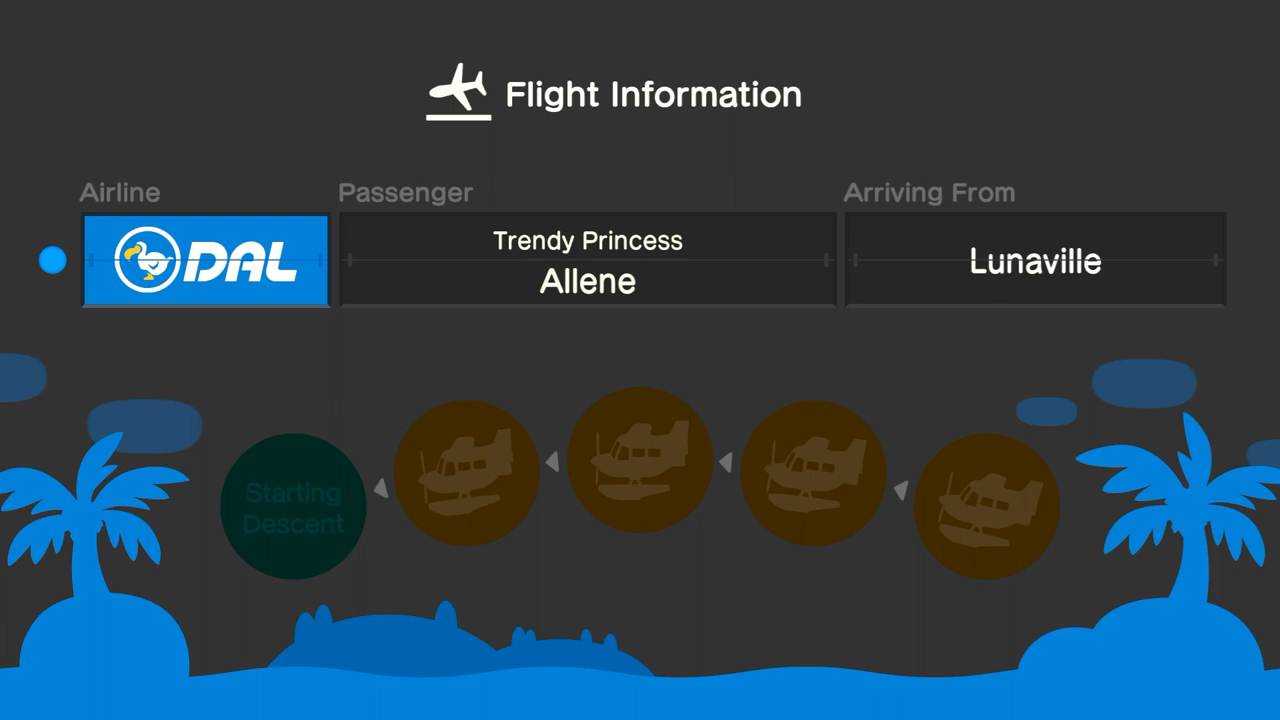 Flight Information
Airline
Passenger
Arriving From
DAL
Trendy Princess
Allene
Lunaville
Starting
Descent